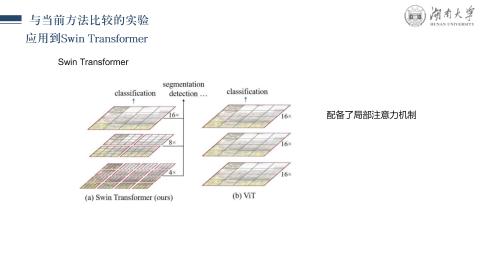 与当前方法比较的实验
应用到Swin Transformer
湖南大学
HUNAN UNIVERSITY
Swin Transformer
segmentation
classification
detection ...
classification
16×
8×
4×
16×
16×
16×
(a) Swin Transformer (ours)
(b) ViT
配备了局部注意力机制